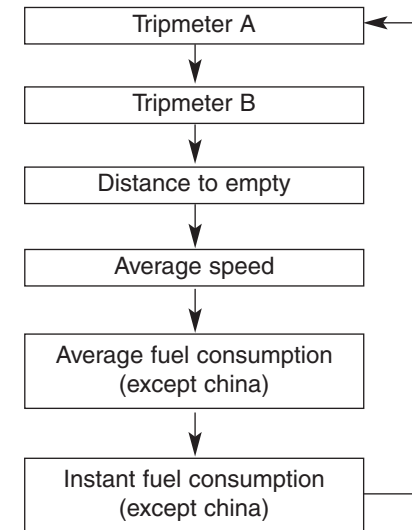 Tripmeter A
Tripmeter B
Distance to empty
Average speed
Average fuel consumption
(except china)
Instant fuel consumption
(except china)